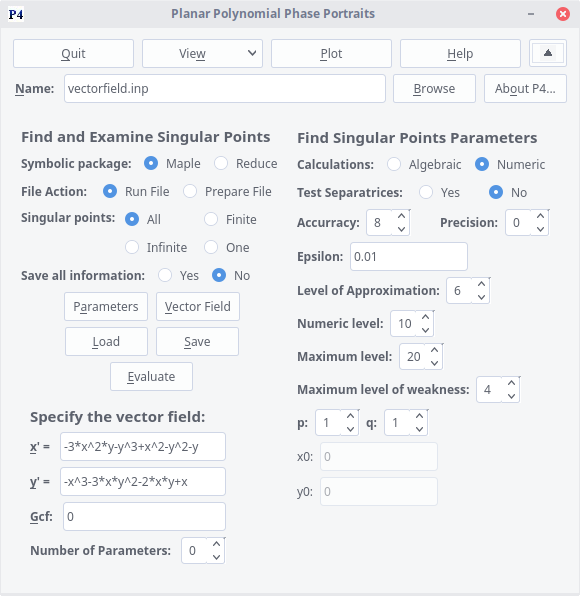 P4 Planar Polynomial Phase Portraits
Quit View Plot Help
Name: vectorfield.inp Browse About P4...
Find and Examine Singular Points
Symbolic package: Maple Reduce
File Action: Run File Prepare File
Singular points: All Finite
Infinite One
Save all information: Yes No
Parameters Vector Field
Load Save
Evaluate
Specify the vector field:
x' = -3*x^2*y-y^3+x^2-y^2-y
y' = -x^3-3*x*y^2-2*x*y+x
Gcf: 0
Number of Parameters: 0
Find Singular Points Parameters
Calculations: Algebraic Numeric
Test Separatrices: Yes No
Accurracy: 8 Precision: 0
Epsilon: 0.01
Level of Approximation: 6
Numeric level: 10
Maximum level: 20
Maximum level of weakness: 4
p: 1 q: 1
x0: 0
y0: 0